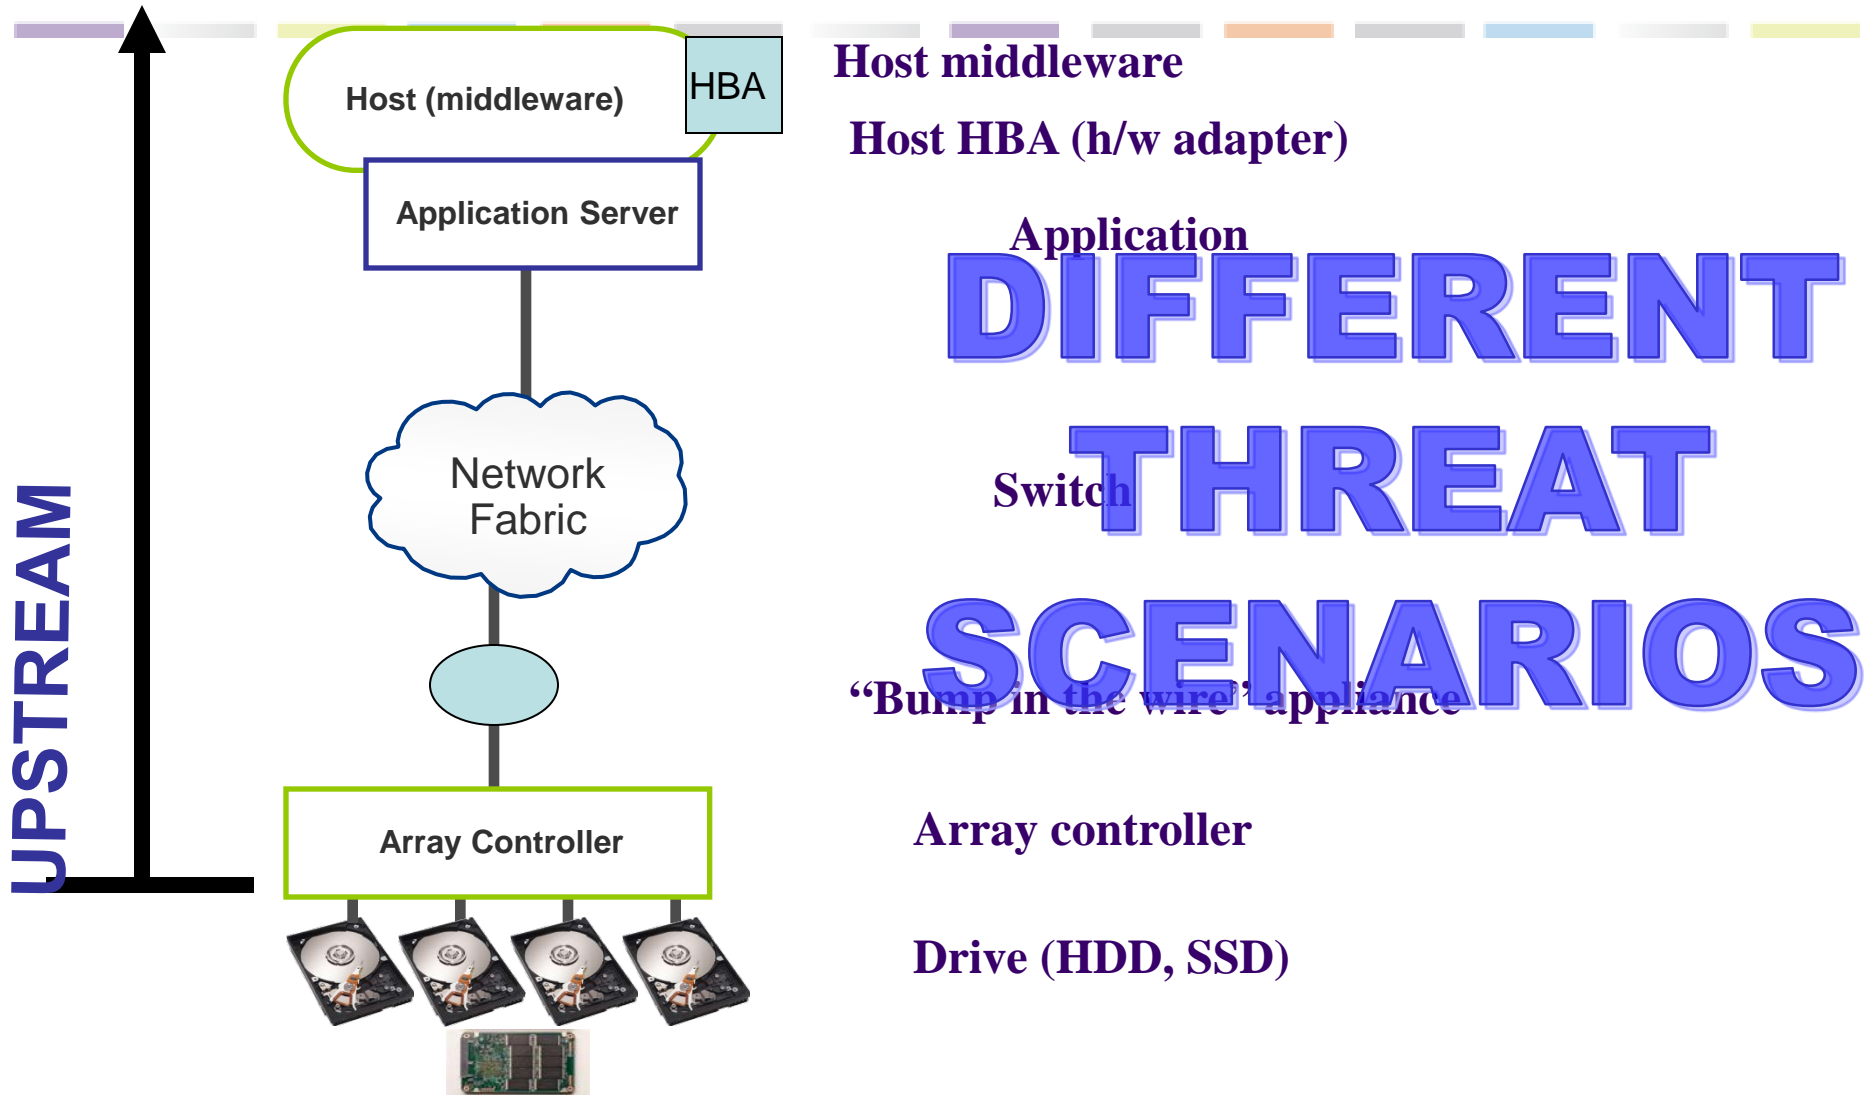 Host (middleware)
HBA
Application Server
Network
Fabric
Array Controller
UPSTREAM
Host middleware
Host HBA (h/w adapter)
Application
DIFFERENT
THREAT
Switch
SCENARIOS
“Bump in the wire” appliance
Array controller
Drive (HDD, SSD)